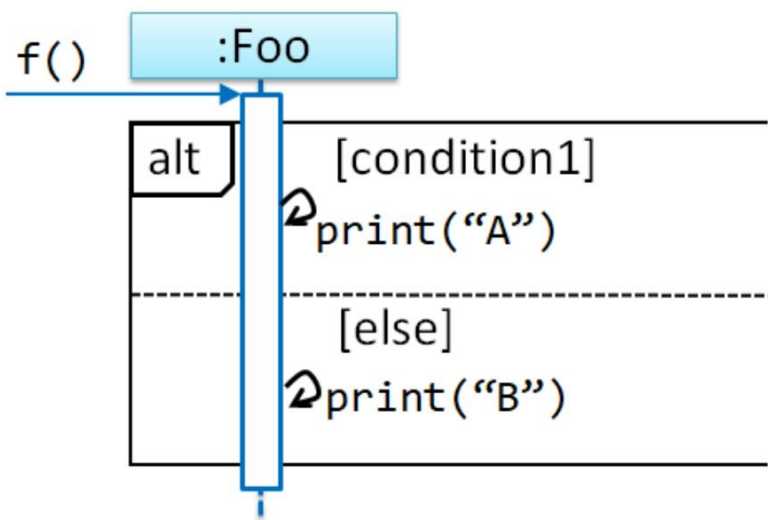 :Foo
f()
alt
[condition1]
print(“A”)
[else]
print(“B”)